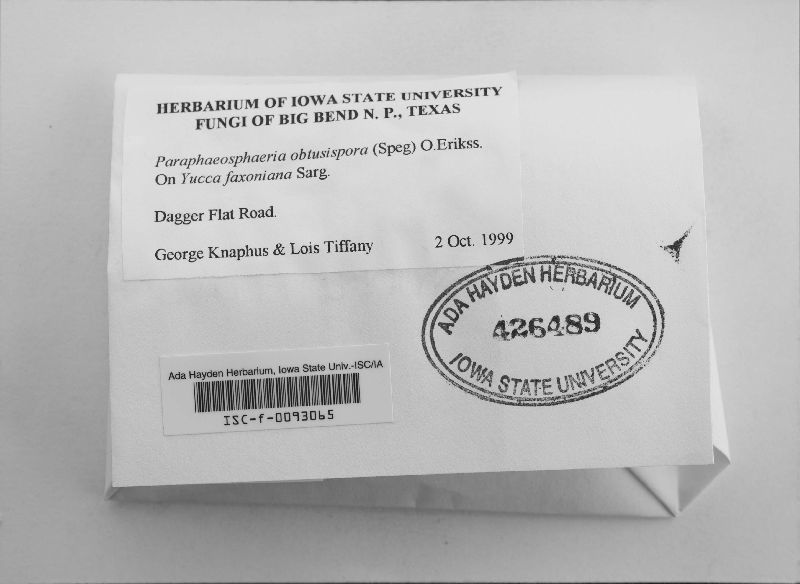 HERBARIUM OF IOWA STATE UNIVERSITY
FUNGI OF BIG BEND N. P., TEXAS
Paraphaeosphaeria obtusispora (Speg) O.Erikss.
On Yucca faxoniana Sarg.
Dagger Flat Road.
George Knaphus & Lois Tiffany 2 Oct. 1999
ADA HAYDEN HERBARIUM
426489
IOWA STATE UNIVERSITY
Ada Hayden Herbarium, Iowa State Univ.-ISC/IA
ISC-f-0093065